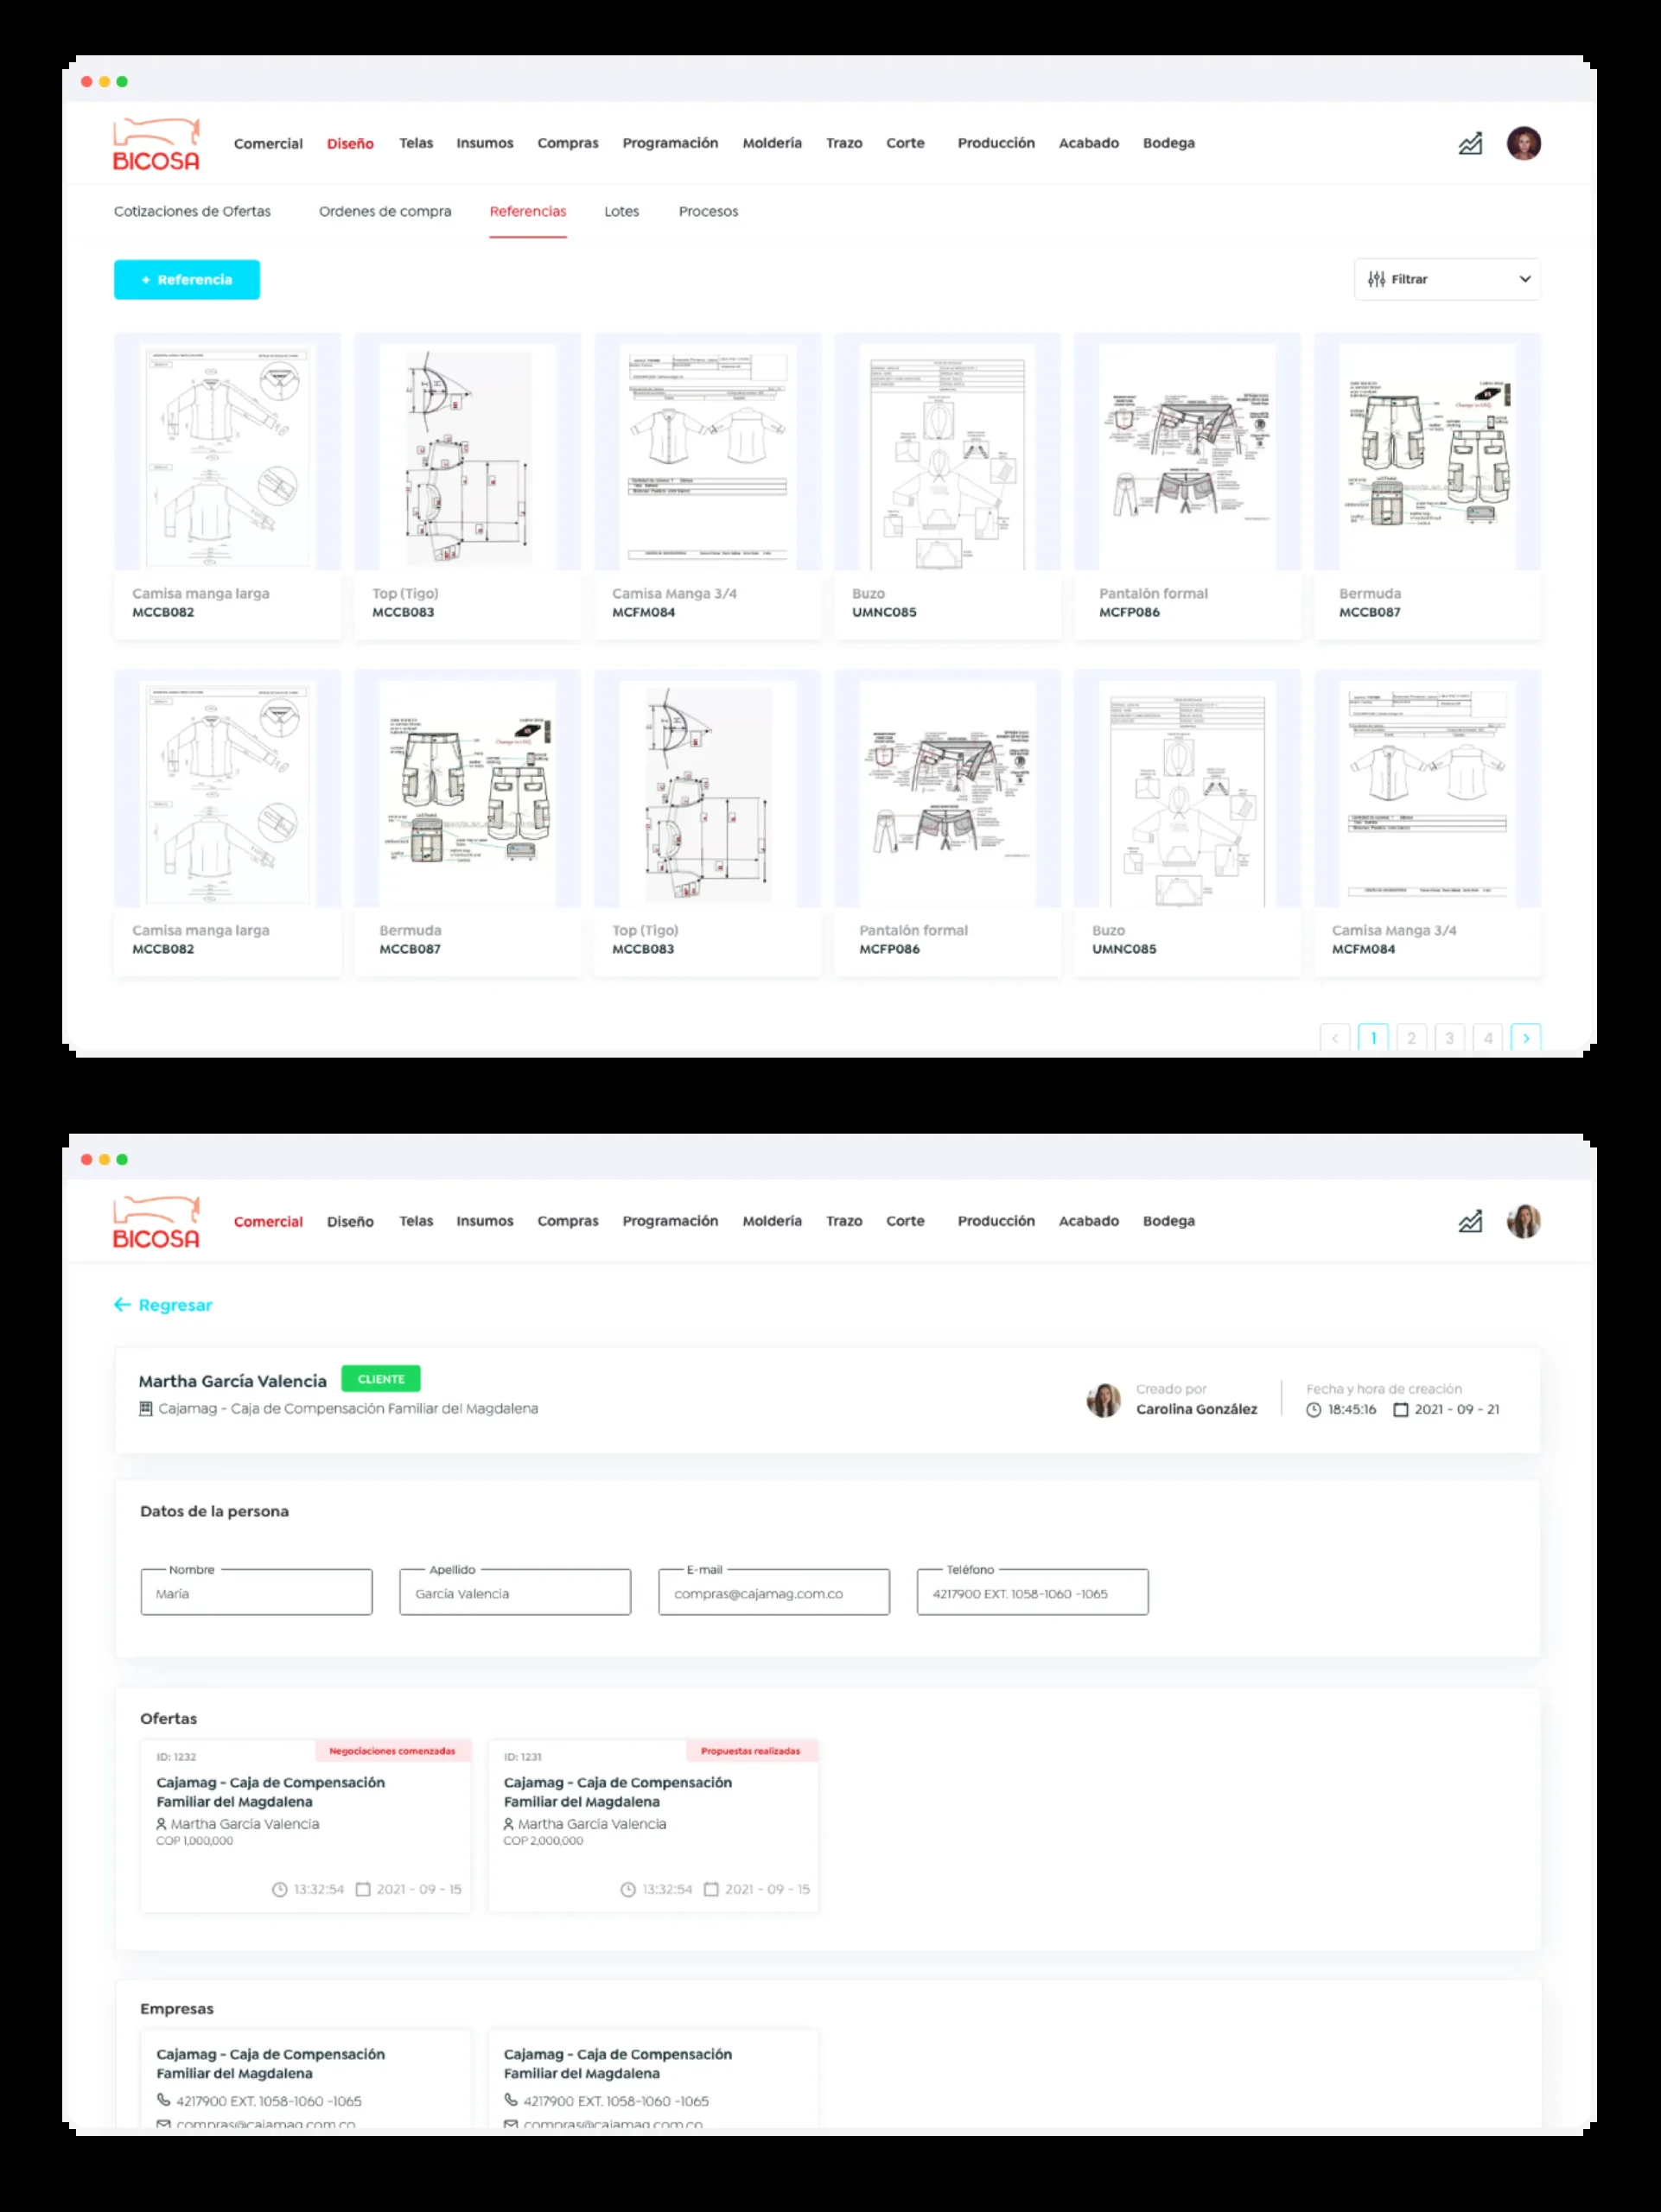 BICOSA
Comercial Diseño Telas Insumos Compras Programación Moldería Trazo Corte Producción Acabado Bodega
Cotizaciones de Ofertas Ordenes de compra Referencias Lotes Procesos
+ Referencia
Filtrar
Camisa manga larga
MCCB082
Top (Tigo)
MCCB083
Camisa Manga 3/4
MCFM084
Buzo
UMNC085
Pantalón formal
MCFP086
Bermuda
MCCB087
Camisa manga larga
MCCB082
Bermuda
MCCB087
Top (Tigo)
MCCB083
Pantalón formal
MCFP086
Buzo
UMNC085
Camisa Manga 3/4
MCFM084
< 1 2 3 4 >
BICOSA
Comercial Diseño Telas Insumos Compras Programación Moldería Trazo Corte Producción Acabado Bodega
← Regresar
Martha García Valencia CLIENTE
Cajamag - Caja de Compensación Familiar del Magdalena
Creado por
Carolina González
Fecha y hora de creación
18:45:16 2021 - 09 - 21
Datos de la persona
Nombre
María
Apellido
García Valencia
E-mail
compras@cajamag.com.co
Teléfono
4217900 EXT. 1058-1060 -1065
Ofertas
ID: 1232 Negociaciones comenzadas
Cajamag - Caja de Compensación
Familiar del Magdalena
Martha García Valencia
COP 1,000,000
13:32:54 2021 - 09 - 15
ID: 1231 Propuestas realizadas
Cajamag - Caja de Compensación
Familiar del Magdalena
Martha García Valencia
COP 2,000,000
13:32:54 2021 - 09 - 15
Empresas
Cajamag - Caja de Compensación
Familiar del Magdalena
4217900 EXT. 1058-1060 -1065
compras@cajamag.com.co
Cajamag - Caja de Compensación
Familiar del Magdalena
4217900 EXT. 1058-1060 -1065
compras@cajamag.com.co